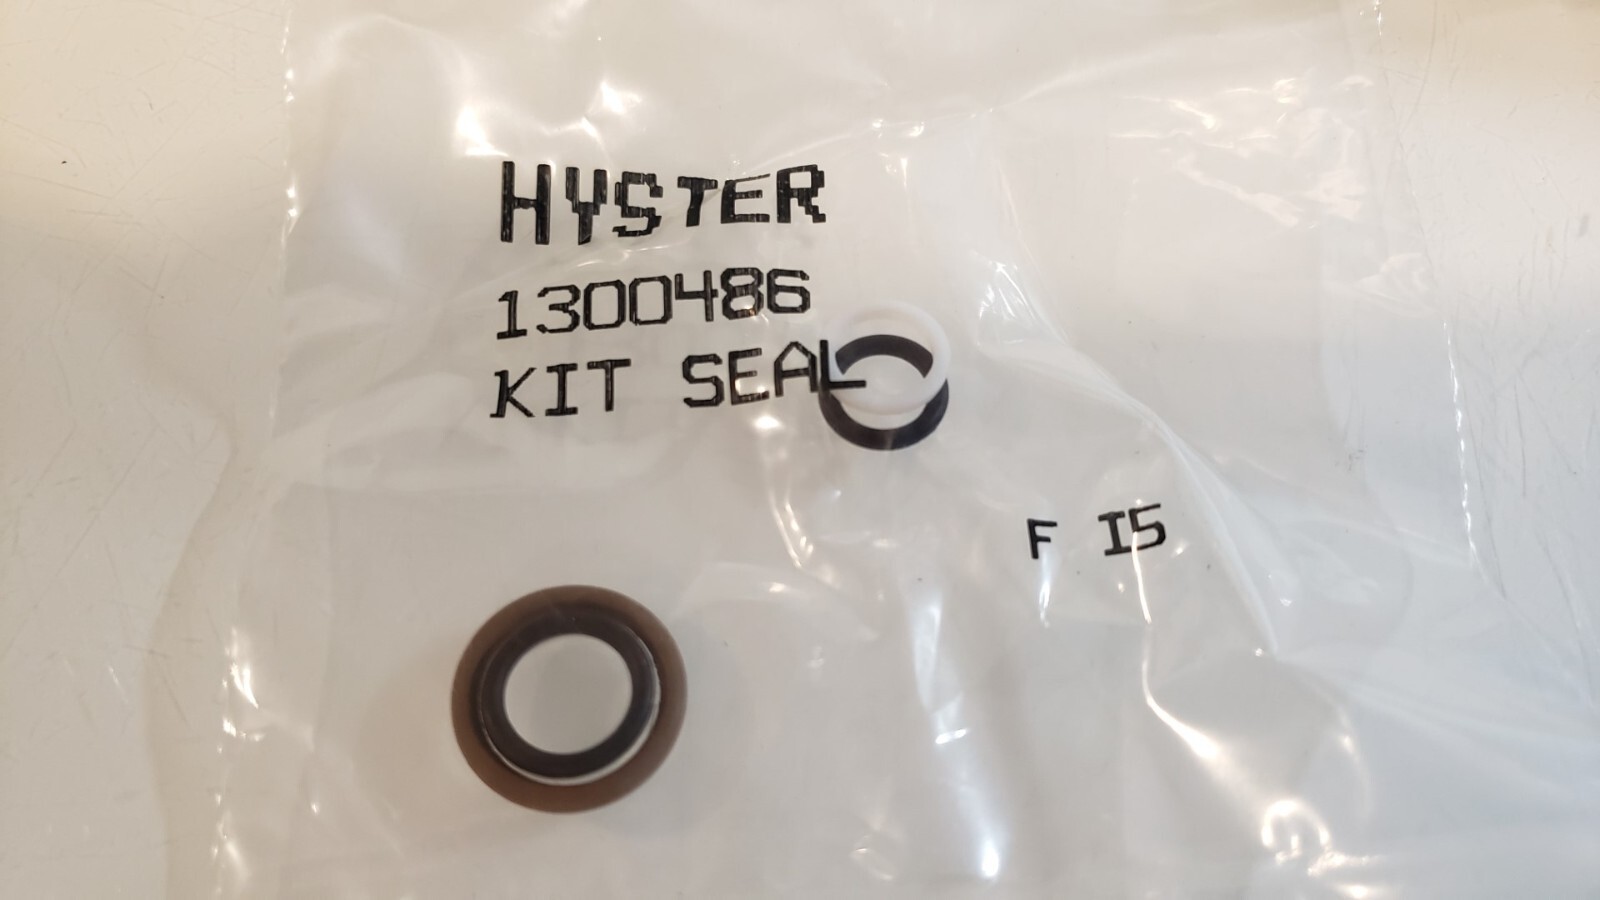 HYSTER
1300486
KIT SEAL
F I5